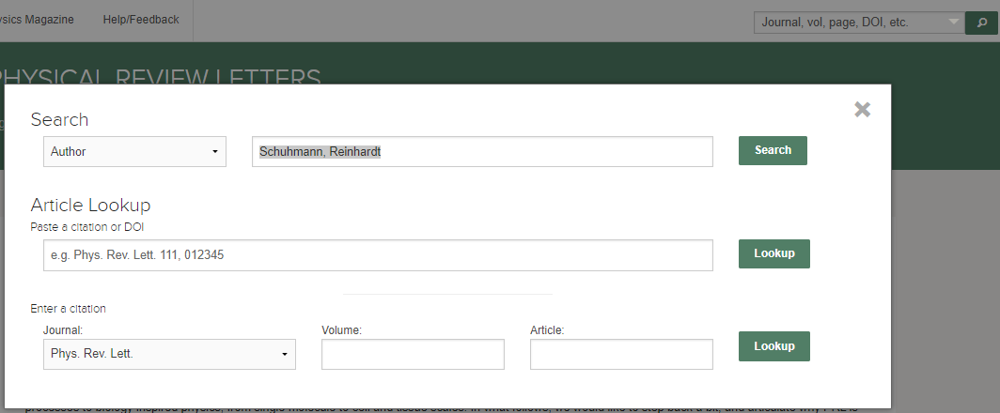 ysics Magazine Help/Feedback Journal, vol, page, DOI, etc.
PHYSICAL REVIEW LETTERS
Search
Author Schuhmann, Reinhardt Search
Article Lookup
Paste a citation or DOI
e.g. Phys. Rev. Lett. 111, 012345 Lookup
Enter a citation
Journal: Volume: Article:
Phys. Rev. Lett. Lookup